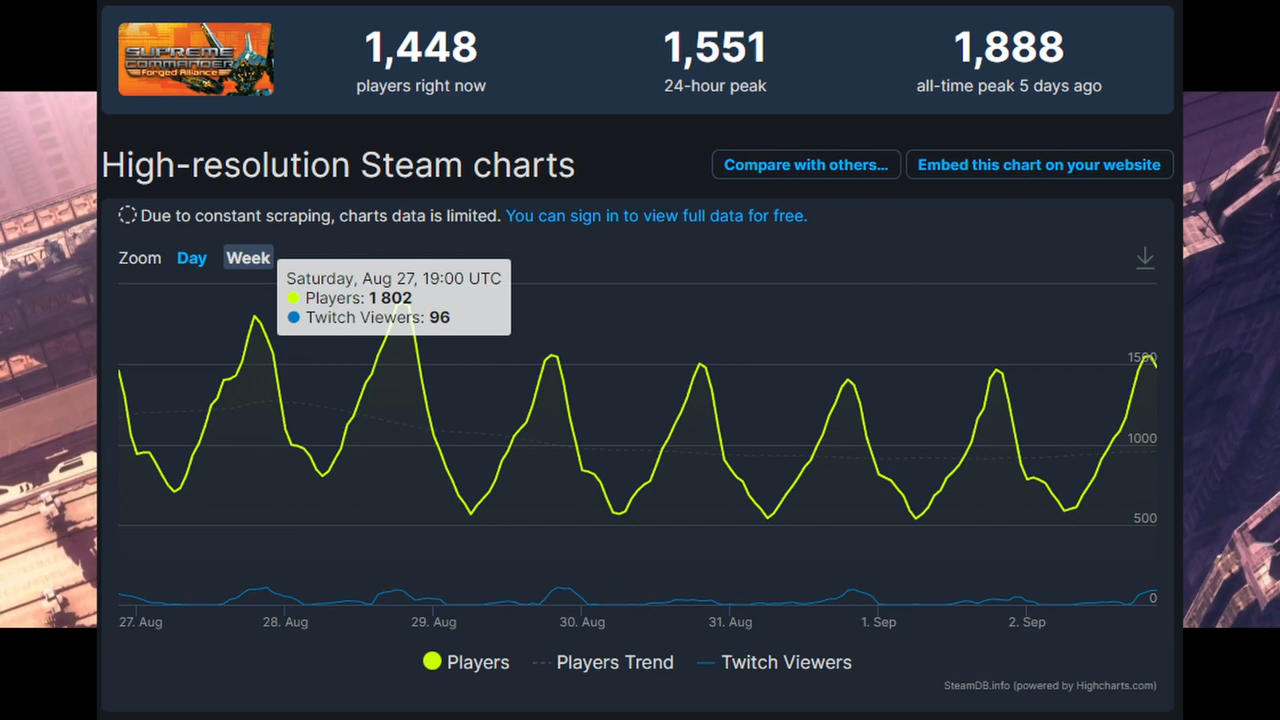 SUPREME
COMMANDER
Forged Alliance
1,448
players right now
1,551
24-hour peak
1,888
all-time peak 5 days ago
High-resolution Steam charts
Compare with others...
Embed this chart on your website
Due to constant scraping, charts data is limited. You can sign in to view full data for free.
Zoom Day Week
Saturday, Aug 27, 19:00 UTC
Players: 1 802
Twitch Viewers: 96
1500
1000
500
0
27. Aug 28. Aug 29. Aug 30. Aug 31. Aug 1. Sep 2. Sep
Players Players Trend Twitch Viewers
SteamDB.info (powered by Highcharts.com)